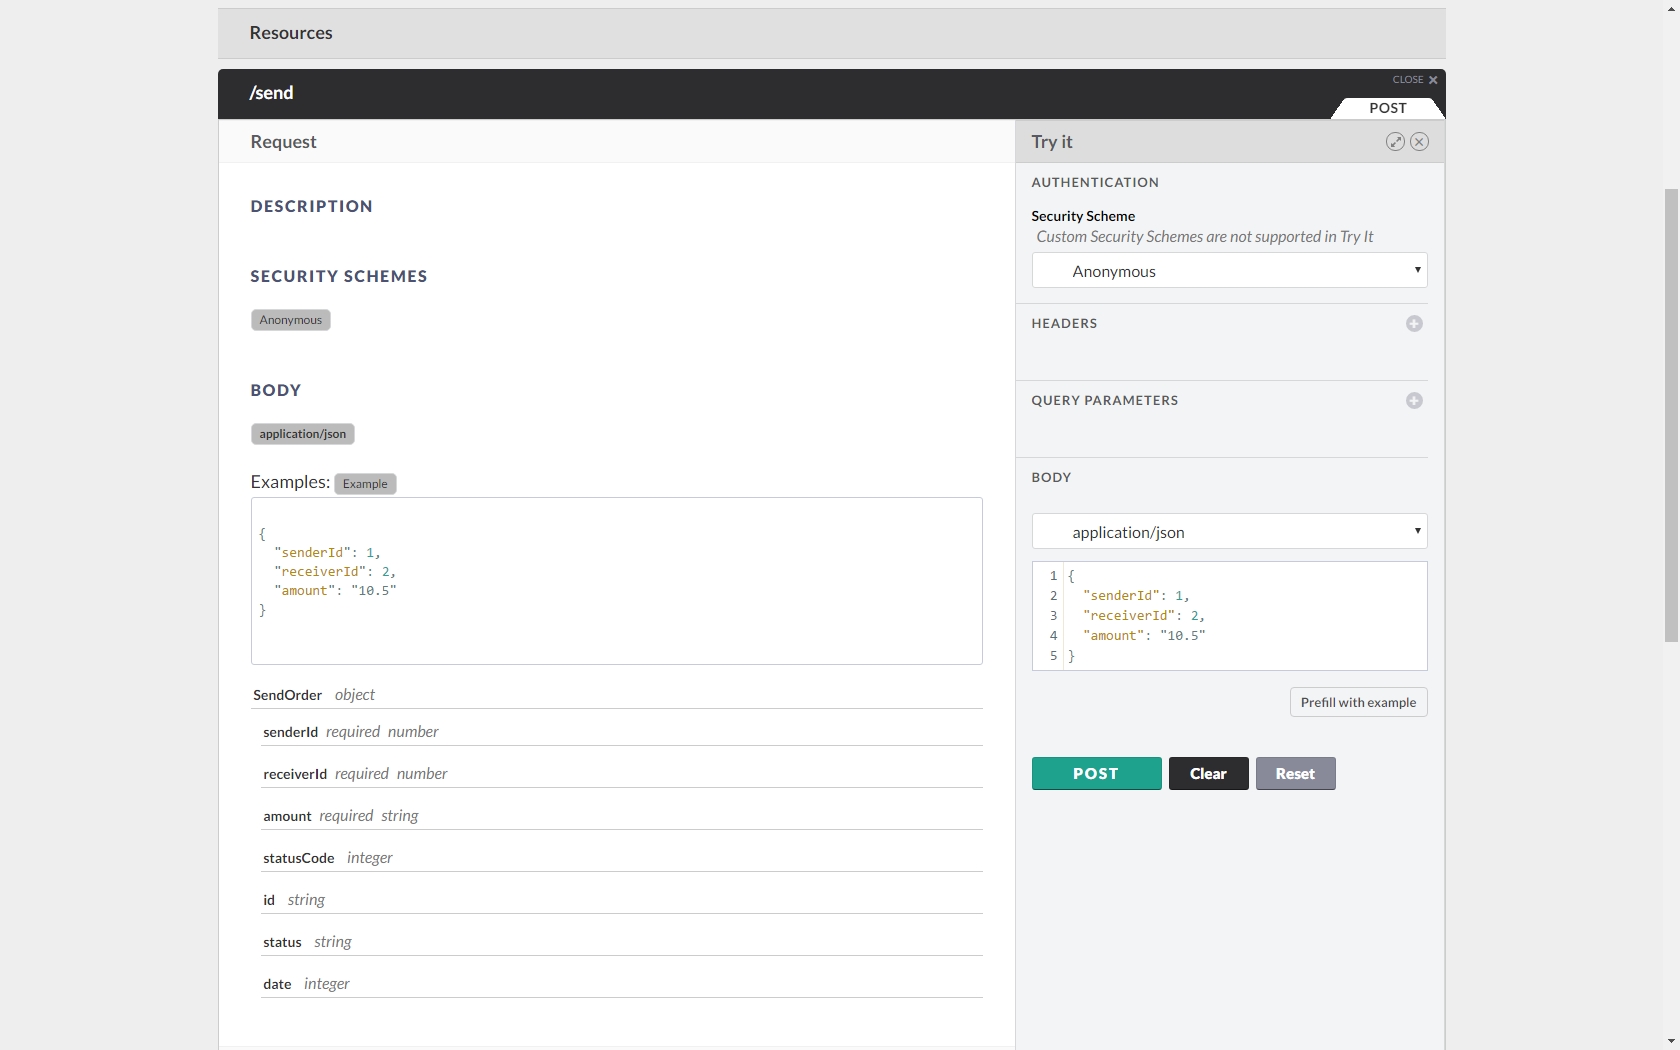 Resources
/send
CLOSE
POST
Request
DESCRIPTION
SECURITY SCHEMES
Anonymous
BODY
application/json
Examples: Example
{
"senderId": 1,
"receiverId": 2,
"amount": "10.5"
}
SendOrder object
senderId required number
receiverId required number
amount required string
statusCode integer
id string
status string
date integer
Try it
AUTHENTICATION
Security Scheme
Custom Security Schemes are not supported in Try It
Anonymous
HEADERS
QUERY PARAMETERS
BODY
application/json
1 {
2 "senderId": 1,
3 "receiverId": 2,
4 "amount": "10.5"
5 }
Prefill with example
POST Clear Reset